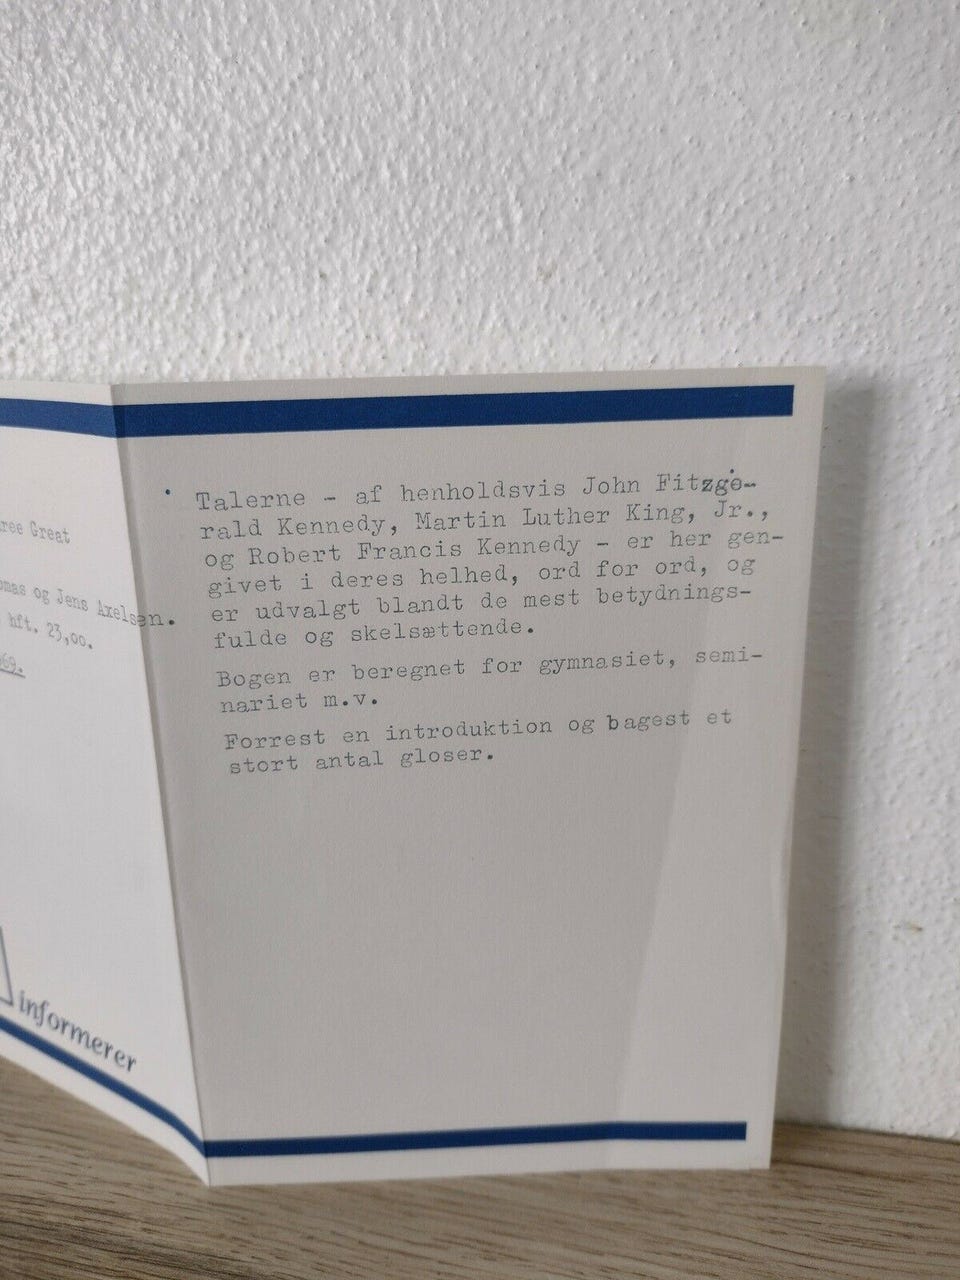 Great
og Jens Axelsen.
hft. 23,oo.
informerer
Talerne - af henholdsvis John Fitzge-
rald Kennedy, Martin Luther King, Jr.,
og Robert Francis Kennedy - er her gen-
givet i deres helhed, ord for ord, og
er udvalgt blandt de mest betydnings-
fulde og skelsættende.
Bogen er beregnet for gymnasiet, semi-
nariet m.v.
Forrest en introduktion og bagest et
stort antal gloser.